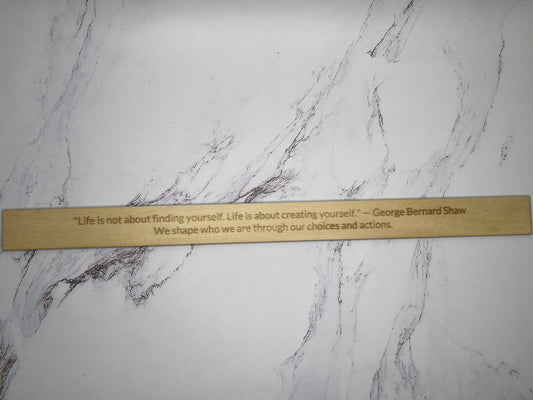 "Life is not about finding yourself. Life is about creating yourself." — George Bernard Shaw
We shape who we are through our choices and actions.